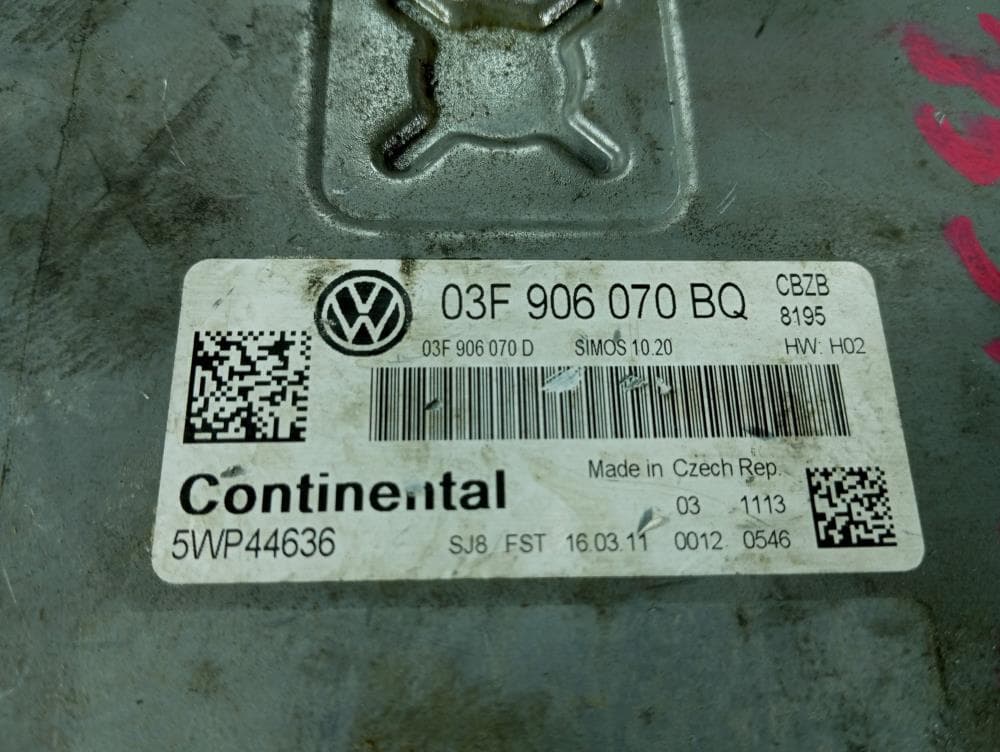 03F 906 070 BQ
CBZB
8195
03F 906 070 D SIMOS 10.20 HW: H02
Continental
Made in Czech Rep.
03 1113
5WP44636
SJ8 FST 16.03.11 0012 0546